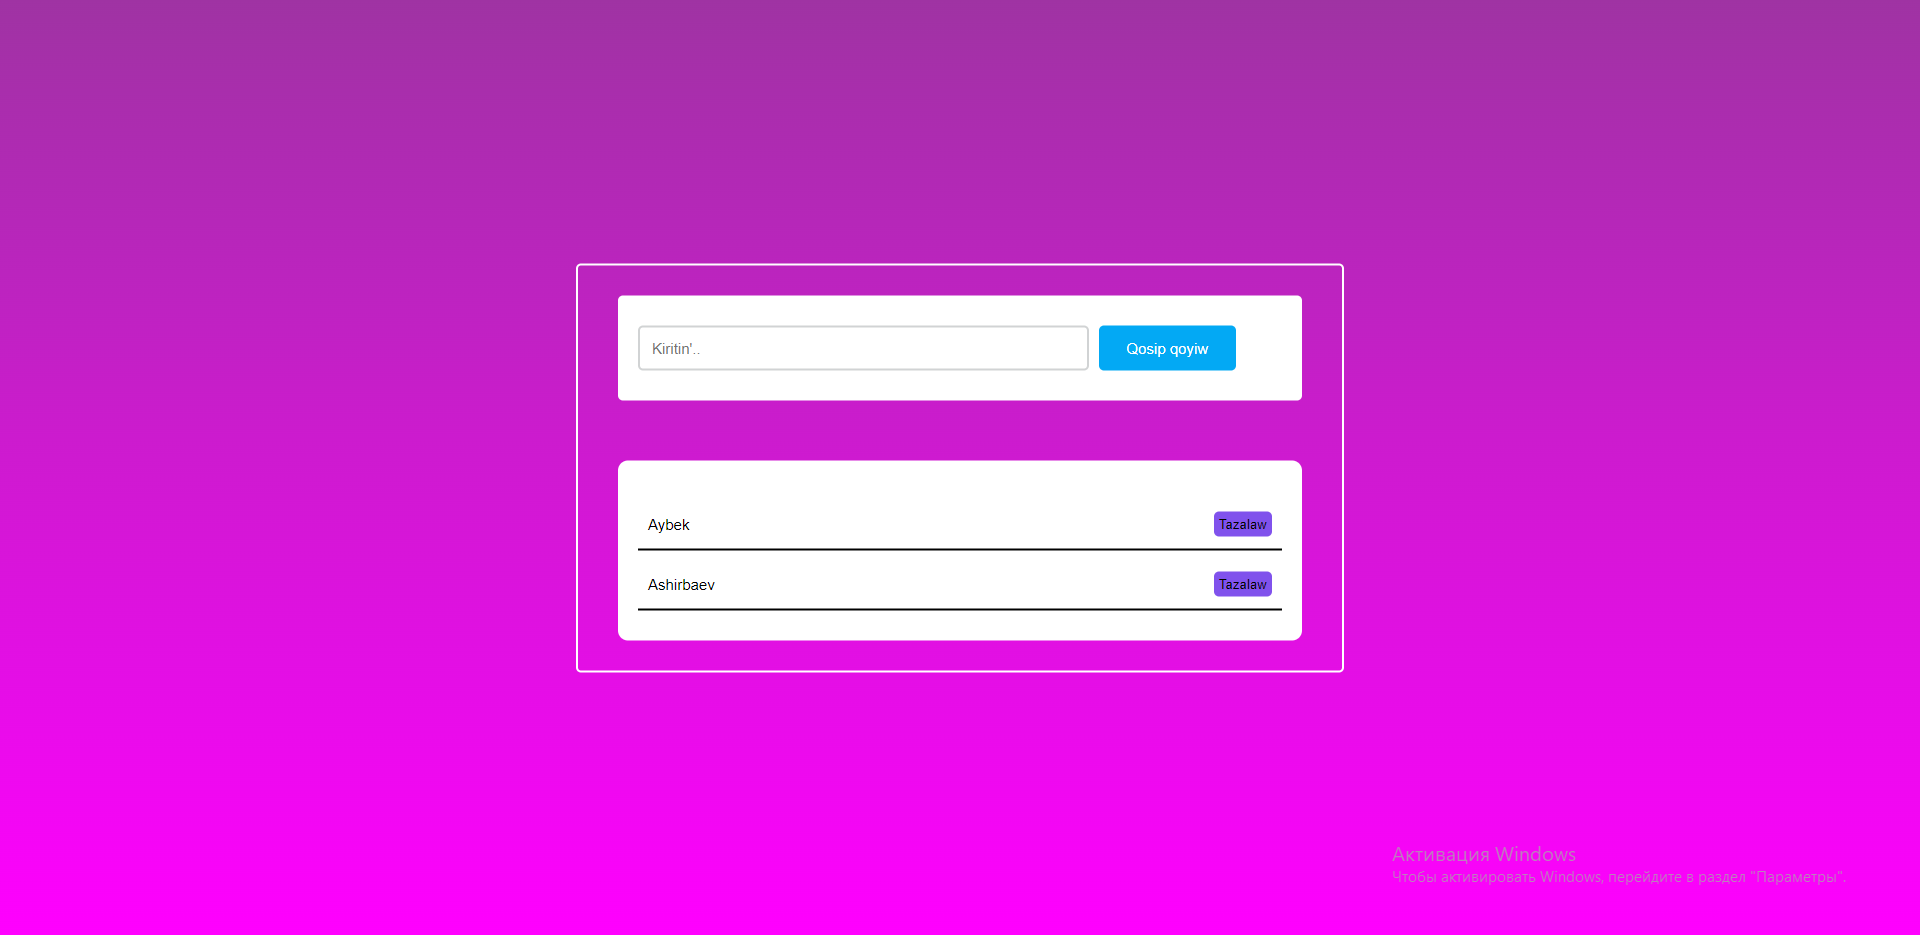 Kiritin'..
Qosip qoyiw
Aybek
Tazalaw
Ashirbaev
Tazalaw
Активация Windows
Чтобы активировать Windows, перейдите в раздел "Параметры".